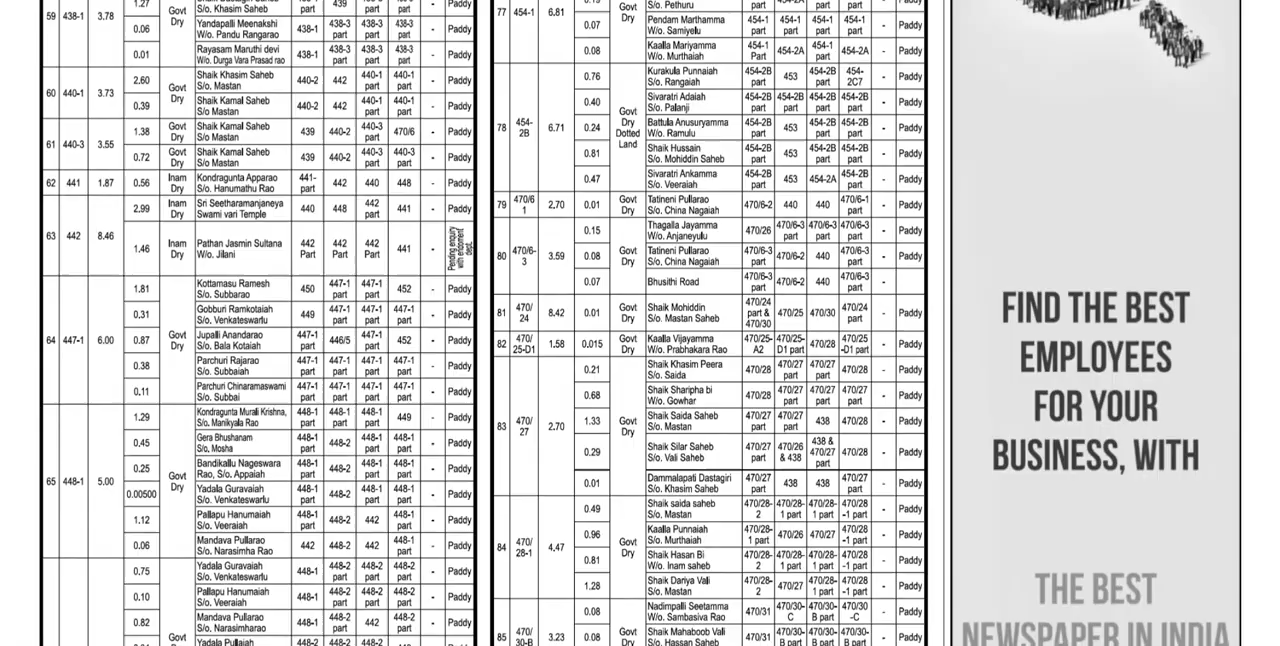 1.27 S/o. Khasim Saheb 439 Paddy
59 438-1 3.78 Govt Dry
0.06 Yandapalli Meenakshi W/o. Pandu Rangarao 438-1 438-3 part 438-3 part 438-3 part - Paddy
0.01 Rayasam Maruthi devi W/o. Durga Vara Prasad rao 438-1 438-3 part 438-3 part 438-3 part - Paddy
60 440-1 3.73 Govt Dry
2.60 Shaik Khasim Saheb S/o. Mastan 440-2 442 440-1 part 440-1 part - Paddy
0.39 Shaik Kamal Saheb S/o. Mastan 440-2 442 440-1 part 440-1 part - Paddy
61 440-3 3.55
1.38 Govt Dry Shaik Kamal Saheb S/o. Mastan 439 440-2 440-3 part 470/6 - Paddy
0.72 Govt Dry Shaik Kamal Saheb S/o. Mastan 439 440-2 440-3 part 440-3 part - Paddy
62 441 1.87 0.56 Inam Dry Kondragunta Apparao S/o. Hanumathu Rao 441-part 442 440 448 - Paddy
63 442 8.46
2.99 Inam Dry Sri Seetharamanjaneya Swami vari Temple 440 448 442 part 441 - Paddy
1.46 Inam Dry Pathan Jasmin Sultana W/o. Jilani 442 Part 442 Part 442 Part 441 - Pending enquiry with endoment dept.
64 447-1 6.00 Govt Dry
1.81 Kottamasu Ramesh S/o. Subbarao 450 447-1 part 447-1 part 452 - Paddy
0.31 Gobburi Ramkotaiah S/o. Venkateswarlu 449 447-1 part 447-1 part 447-1 part - Paddy
0.87 Jupalli Anandarao S/o. Bala Kotaiah 447-1 part 446/5 447-1 part 452 - Paddy
0.38 Parchuri Rajarao S/o. Subbaiah 447-1 part 447-1 part 447-1 part 447-1 part - Paddy
0.11 Parchuri Chinaramaswami S/o. Subbai 447-1 part 447-1 part 447-1 part 447-1 part - Paddy
65 448-1 5.00 Govt Dry
1.29 Kondragunta Murali Krishna, S/o. Manikyala Rao 448-1 part 448-1 part 448-1 part 449 - Paddy
0.45 Gera Bhushanam S/o. Mosha 448-1 part 448-2 448-1 part 448-1 part - Paddy
0.25 Bandikallu Nageswara Rao, S/o. Appaiah 448-1 part 448-2 448-1 part 448-1 part - Paddy
0.00500 Yadala Guravaiah S/o. Venkateswarlu 448-1 part 448-2 448-1 part 448-1 part - Paddy
1.12 Pallapu Hanumaiah S/o. Veeraiah 448-1 part 448-2 442 448-1 part - Paddy
0.06 Mandava Pullarao S/o. Narasimha Rao 442 448-2 442 448-1 part - Paddy
0.75 Yadala Guravaiah S/o. Venkateswarlu 448-1 448-2 part 448-2 part 448-2 part - Paddy
0.10 Pallapu Hanumaiah S/o. Veeraiah 448-1 448-2 part 448-2 part 448-2 part - Paddy
0.82 Mandava Pullarao S/o. Narasimharao 448-1 448-2 part 442 448-2 part - Paddy
Govt Yadala Pullaiah 448-2 448-2 448-2 Paddy
77 454-1 6.81 Govt Dry
S/o. Pethuru part part part Paddy
0.07 Pendam Marthamma W/o. Samiyelu 454-1 part 454-1 part 454-1 part 454-1 part - Paddy
0.08 Kaalla Mariyamma W/o. Murthaiah 454-1 Part 454-2A 454-1 part 454-2A - Paddy
78 454-2B 6.71 Govt Dry Dotted Land
0.76 Kurakula Punnaiah S/o. Rangaiah 454-2B part 453 454-2B part 454-2C7 - Paddy
0.40 Sivaratri Adaiah S/o. Palanji 454-2B part 454-2B part 454-2B part 454-2B part - Paddy
0.24 Battula Anusuryamma W/o. Ramulu 454-2B part 453 454-2B part 454-2B part - Paddy
0.81 Shaik Hussain S/o. Mohiddin Saheb 454-2B part 453 454-2B part 454-2B part - Paddy
0.47 Sivaratri Ankamma S/o. Veeraiah 454-2B part 453 454-2A 454-2B part - Paddy
79 470/6 1 2.70 0.01 Govt Dry Tatineni Pullarao S/o. China Nagaiah 470/6-2 440 440 470/6-1 part - Paddy
80 470/6-3 3.59 Govt Dry
0.15 Thagalla Jayamma W/o. Anjaneyulu 470/26 470/6-3 part 470/6-3 part 470/6-3 part - Paddy
0.08 Tatineni Pullarao S/o. China Nagaiah 470/6-3 part 470/6-2 440 470/6-3 part - Paddy
0.07 Bhusithi Road 470/6-3 part 470/6-2 440 470/6-3 part - Paddy
81 470/24 8.42 0.01 Govt Dry Shaik Mohiddin S/o. Mastan Saheb 470/24 part & 470/30 470/25 470/30 470/24 part - Paddy
82 470/25-D1 1.58 0.015 Govt Dry Kaalla Vijayamma W/o. Prabhakara Rao 470/25-A2 470/25-D1 part 470/28 470/25 -D1 part - Paddy
83 470/27 2.70 Govt Dry
0.21 Shaik Khasim Peera S/o. Saida 470/28 470/27 part 470/27 part 470/28 - Paddy
0.68 Shaik Sharipha bi W/o. Gowhar 470/28 470/27 part 470/27 part 470/27 part - Paddy
1.33 Shaik Saida Saheb S/o. Mastan 470/27 part 470/27 part 438 470/28 - Paddy
0.29 Shaik Silar Saheb S/o. Vali Saheb 470/27 part 470/26 & 438 438 & 470/27 part 470/28 - Paddy
0.01 Dammalapati Dastagiri S/o. Khasim Saheb 470/27 part 438 438 470/27 part - Paddy
84 470/28-1 4.47 Govt Dry
0.49 Shaik saida saheb S/o. Mastan 470/28-2 470/28-1 part 470/28-1 part 470/28 -1 part - Paddy
0.96 Kaalla Punnaiah S/o. Murthaiah 470/28-1 part 470/26 470/27 470/28 -1 part - Paddy
0.81 Shaik Hasan Bi W/o. Inam saheb 470/28-2 470/28-1 part 470/28-1 part 470/28 -1 part - Paddy
1.28 Shaik Dariya Vali S/o. Mastan 470/28-2 470/27 470/28-1 part 470/28 -1 part - Paddy
85 470/30-B 3.23 Govt Dry
0.08 Nadimpalli Seetamma W/o. Sambasiva Rao 470/31 470/30-C 470/30-B part 470/30 -C - Paddy
0.08 Shaik Mahaboob Vali S/o. Hassan Saheb 470/31 470/30-B part 470/30-B part 470/30-B part - Paddy
FIND THE BEST
EMPLOYEES
FOR YOUR
BUSINESS, WITH
THE BEST
NEWSPAPER IN INDIA